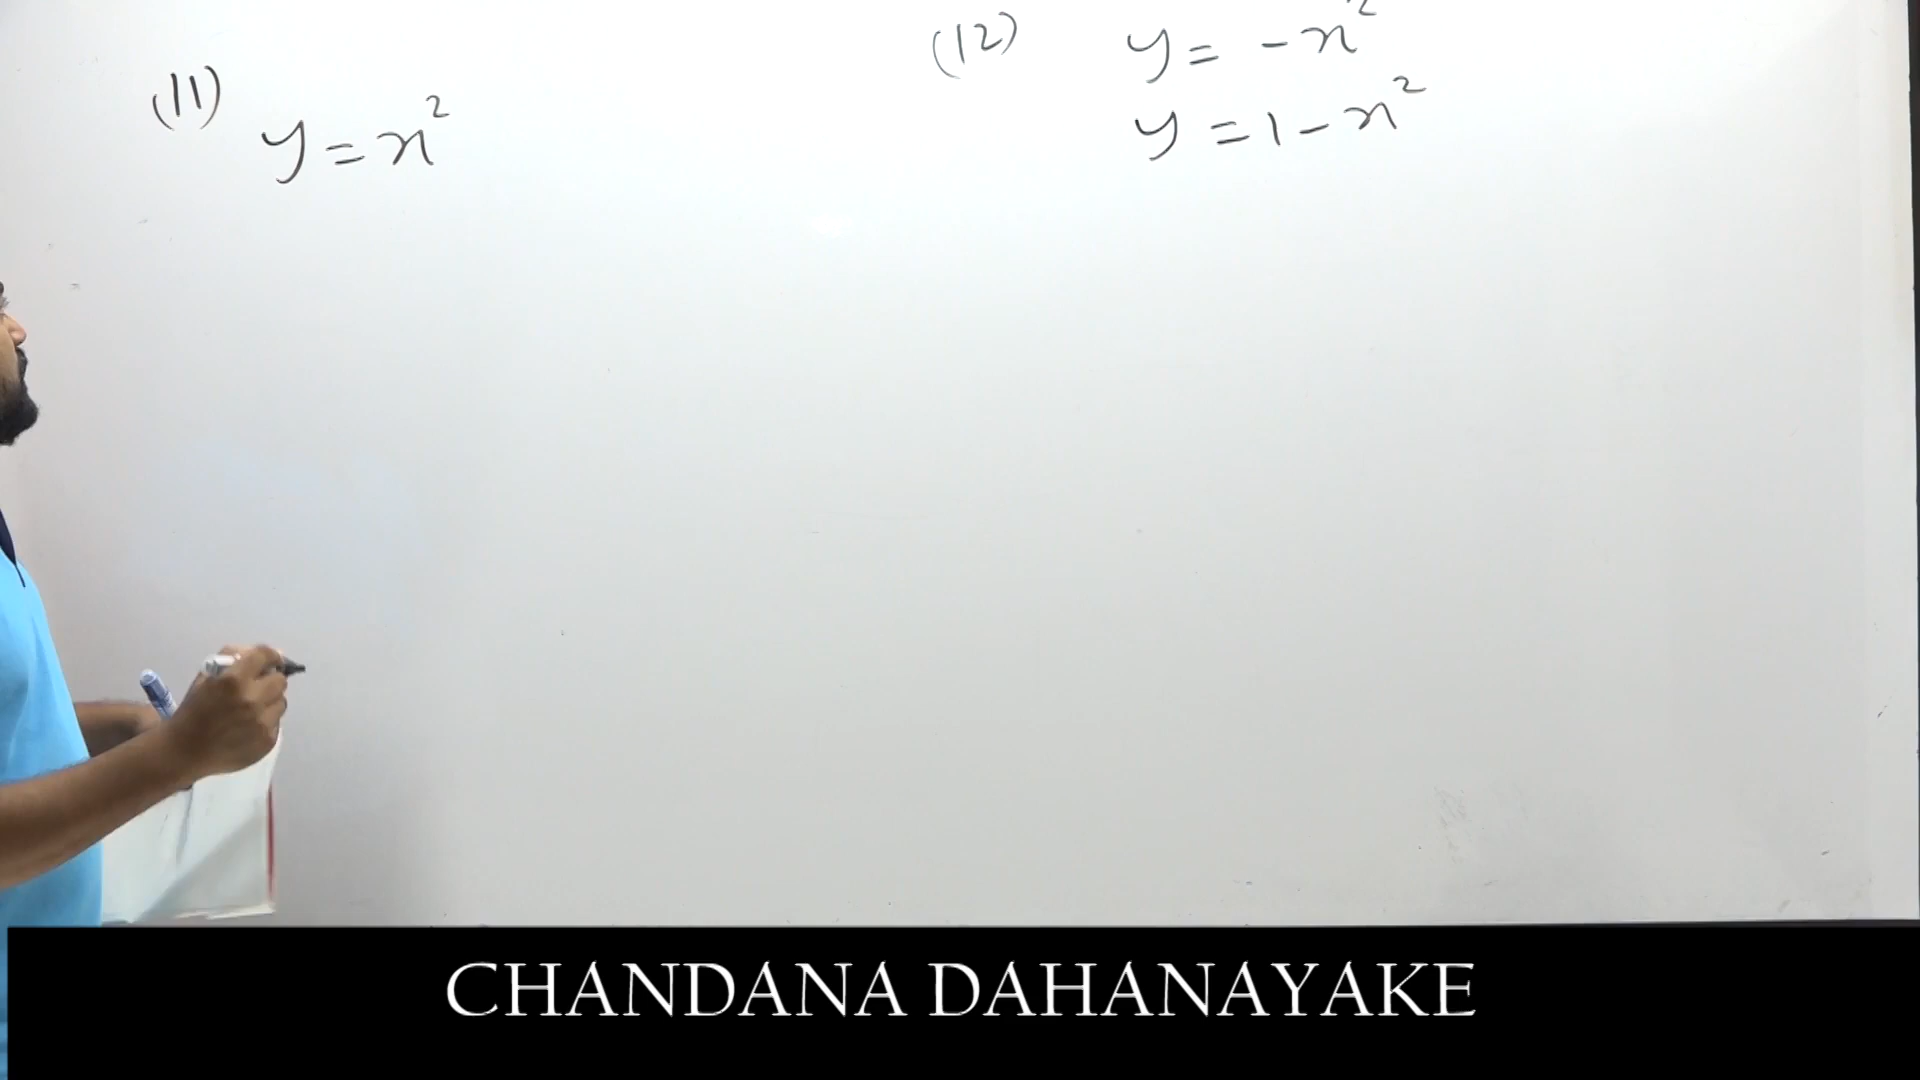 (11) y = x²
(12) y = -x²
y = 1 - x²
CHANDANA DAHANAYAKE